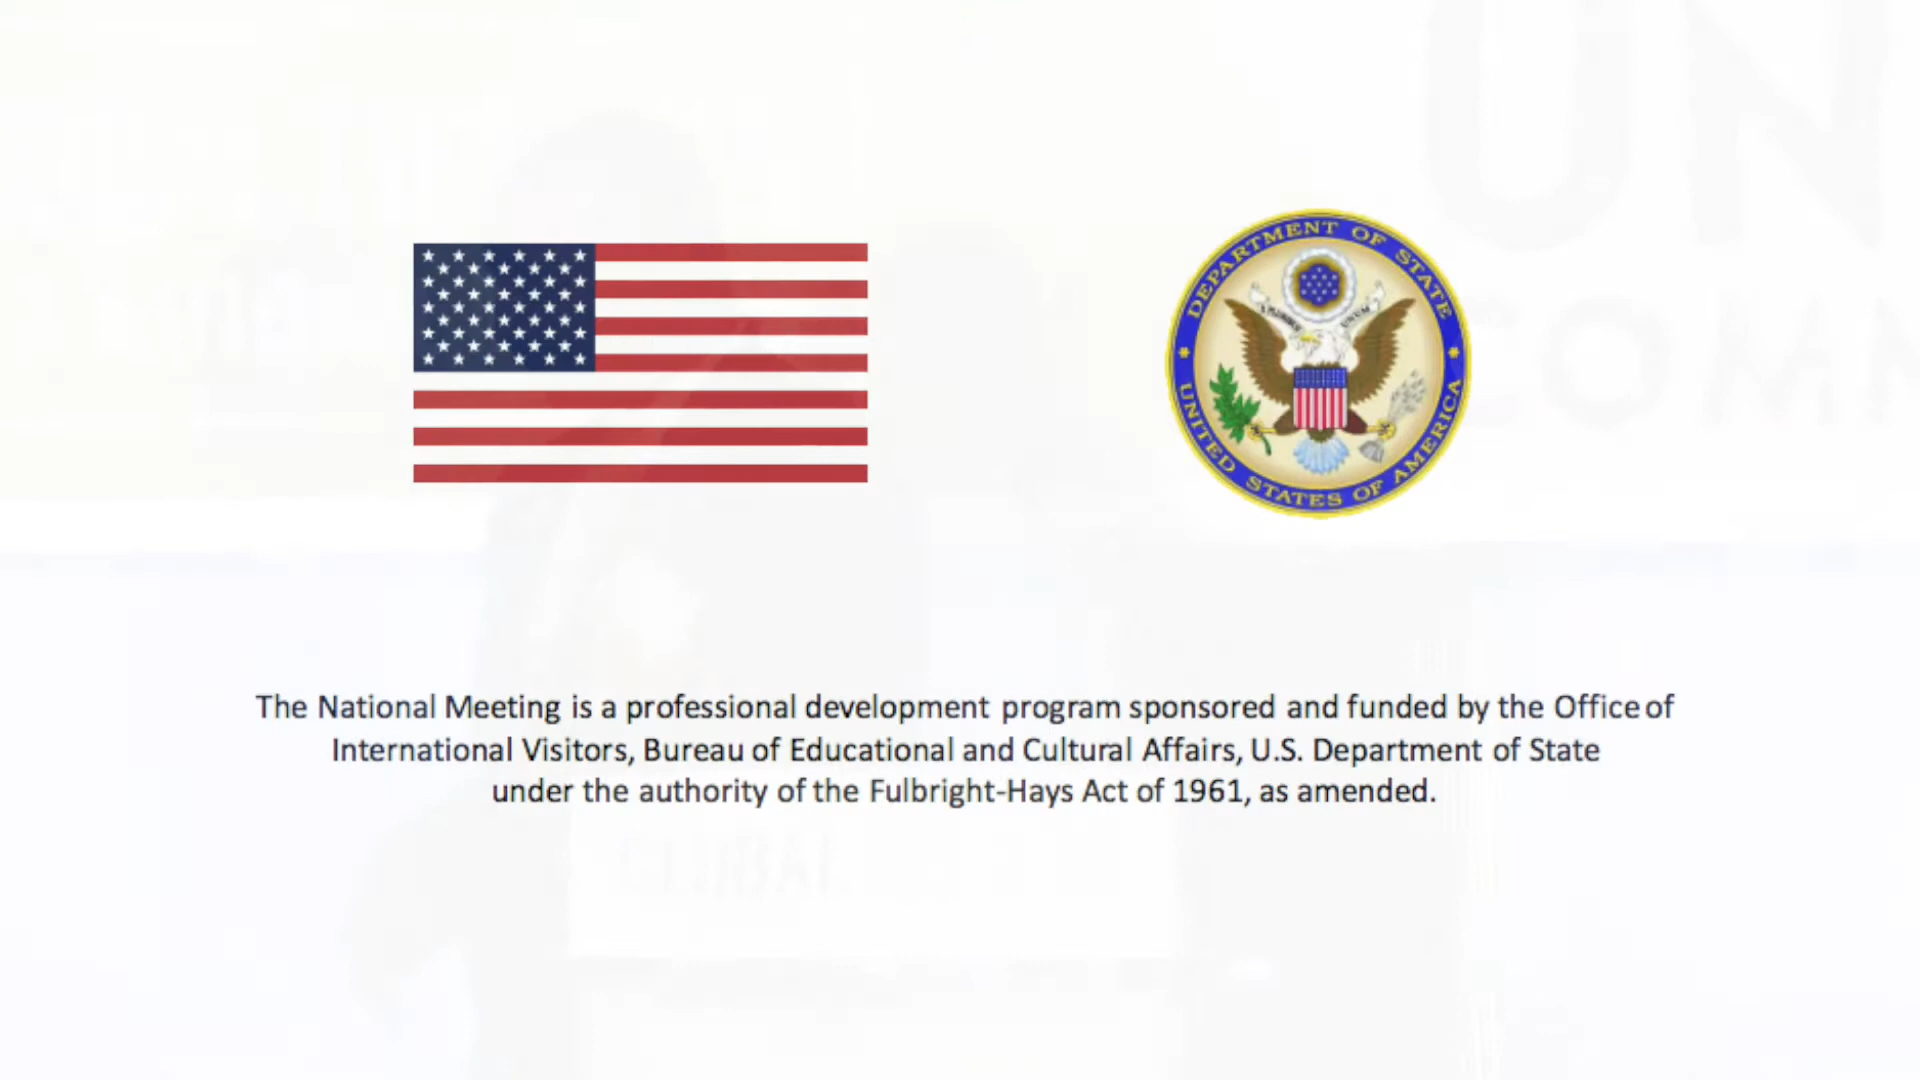 DEPARTMENT OF STATE
UNITED STATES OF AMERICA
The National Meeting is a professional development program sponsored and funded by the Office of
International Visitors, Bureau of Educational and Cultural Affairs, U.S. Department of State
under the authority of the Fulbright-Hays Act of 1961, as amended.
UN
GLOBAL